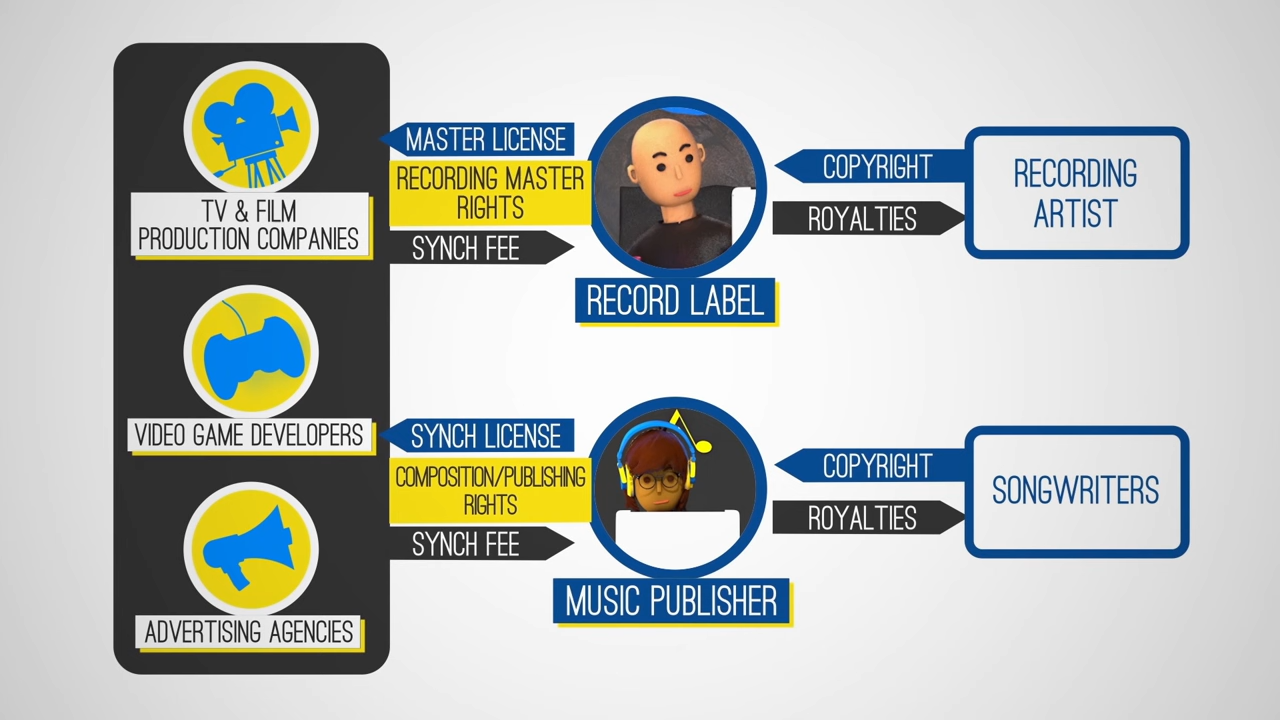 TV & FILM
PRODUCTION COMPANIES
VIDEO GAME DEVELOPERS
ADVERTISING AGENCIES
MASTER LICENSE
RECORDING MASTER
RIGHTS
SYNCH FEE
RECORD LABEL
COPYRIGHT
ROYALTIES
RECORDING
ARTIST
SYNCH LICENSE
COMPOSITION/PUBLISHING
RIGHTS
SYNCH FEE
MUSIC PUBLISHER
COPYRIGHT
ROYALTIES
SONGWRITERS